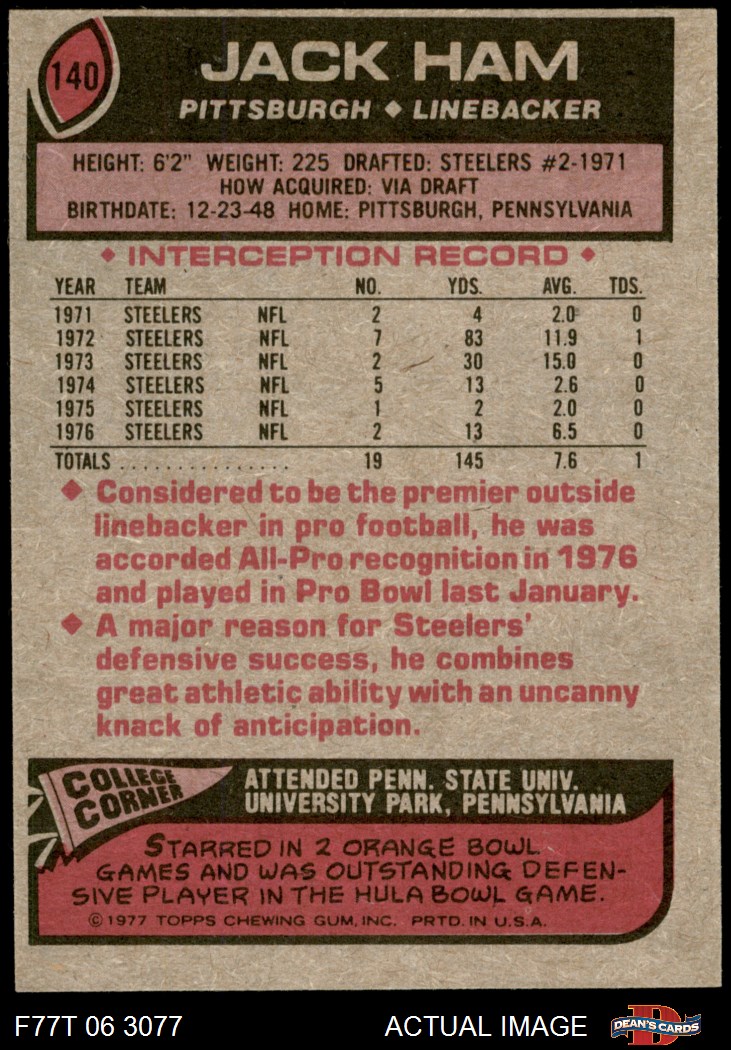 140
JACK HAM
PITTSBURGH ◆ LINEBACKER
HEIGHT: 6'2" WEIGHT: 225 DRAFTED: STEELERS #2-1971
HOW ACQUIRED: VIA DRAFT
BIRTHDATE: 12-23-48 HOME: PITTSBURGH, PENNSYLVANIA
◆ INTERCEPTION RECORD ◆
YEAR TEAM NO. YDS. AVG. TDS.
1971 STEELERS NFL 2 4 2.0 0
1972 STEELERS NFL 7 83 11.9 1
1973 STEELERS NFL 2 30 15.0 0
1974 STEELERS NFL 5 13 2.6 0
1975 STEELERS NFL 1 2 2.0 0
1976 STEELERS NFL 2 13 6.5 0
TOTALS ................ 19 145 7.6 1
◆ Considered to be the premier outside
linebacker in pro football, he was
accorded All-Pro recognition in 1976
and played in Pro Bowl last January.
◆ A major reason for Steelers'
defensive success, he combines
great athletic ability with an uncanny
knack of anticipation.
COLLEGE
CORNER
ATTENDED PENN. STATE UNIV.
UNIVERSITY PARK, PENNSYLVANIA
STARRED IN 2 ORANGE BOWL
GAMES AND WAS OUTSTANDING DEFEN-
SIVE PLAYER IN THE HULA BOWL GAME.
©1977 TOPPS CHEWING GUM, INC. PRTD. IN U.S.A.
F77T 06 3077
ACTUAL IMAGE
D
DEAN'S CARDS